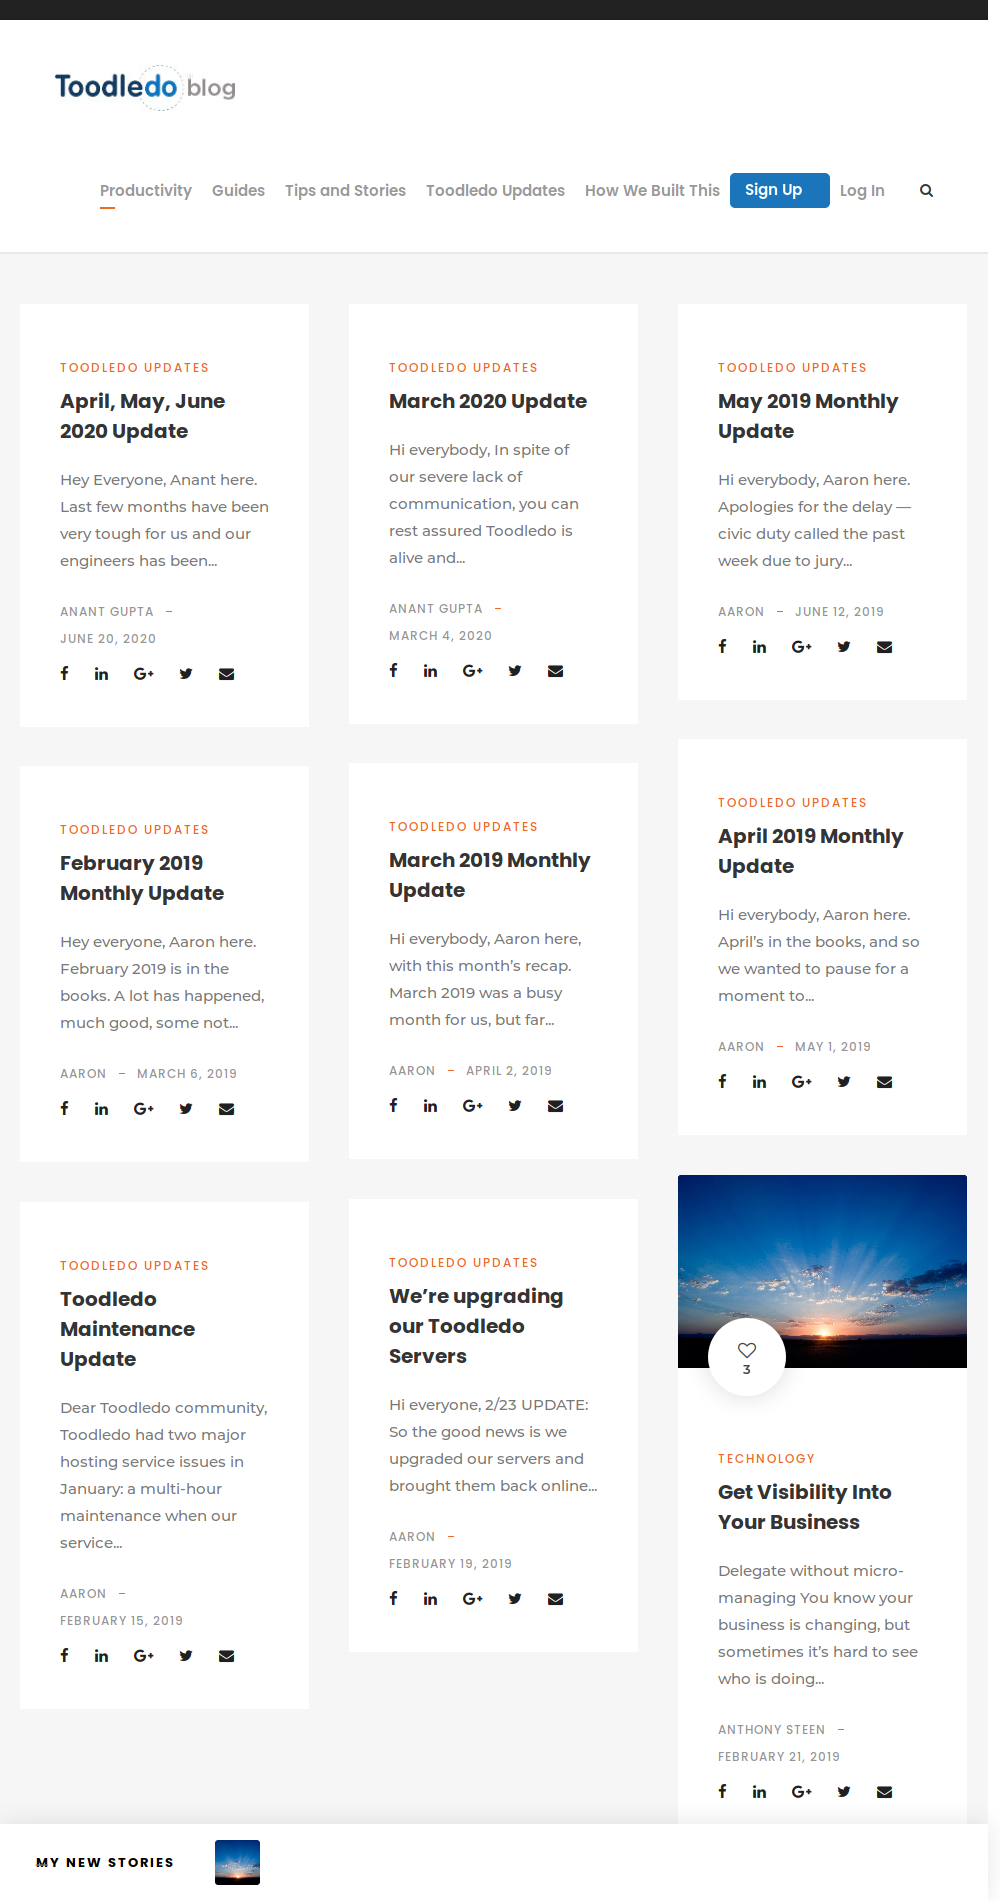 Toodledo blog
Productivity Guides Tips and Stories Toodledo Updates How We Built This Sign Up Log In
TOODLEDO UPDATES
April, May, June
2020 Update
Hey Everyone, Anant here.
Last few months have been
very tough for us and our
engineers has been...
ANANT GUPTA –
JUNE 20, 2020
TOODLEDO UPDATES
March 2020 Update
Hi everybody, In spite of
our severe lack of
communication, you can
rest assured Toodledo is
alive and...
ANANT GUPTA –
MARCH 4, 2020
TOODLEDO UPDATES
May 2019 Monthly
Update
Hi everybody, Aaron here.
Apologies for the delay —
civic duty called the past
week due to jury...
AARON – JUNE 12, 2019
TOODLEDO UPDATES
February 2019
Monthly Update
Hey everyone, Aaron here.
February 2019 is in the
books. A lot has happened,
much good, some not...
AARON – MARCH 6, 2019
TOODLEDO UPDATES
March 2019 Monthly
Update
Hi everybody, Aaron here,
with this month’s recap.
March 2019 was a busy
month for us, but far...
AARON – APRIL 2, 2019
TOODLEDO UPDATES
April 2019 Monthly
Update
Hi everybody, Aaron here.
April’s in the books, and so
we wanted to pause for a
moment to...
AARON – MAY 1, 2019
TOODLEDO UPDATES
Toodledo
Maintenance
Update
Dear Toodledo community,
Toodledo had two major
hosting service issues in
January: a multi-hour
maintenance when our
service...
AARON –
FEBRUARY 15, 2019
TOODLEDO UPDATES
We’re upgrading
our Toodledo
Servers
Hi everyone, 2/23 UPDATE:
So the good news is we
upgraded our servers and
brought them back online...
AARON –
FEBRUARY 19, 2019
3
TECHNOLOGY
Get Visibility Into
Your Business
Delegate without micro-
managing You know your
business is changing, but
sometimes it’s hard to see
who is doing...
ANTHONY STEEN –
FEBRUARY 21, 2019
MY NEW STORIES